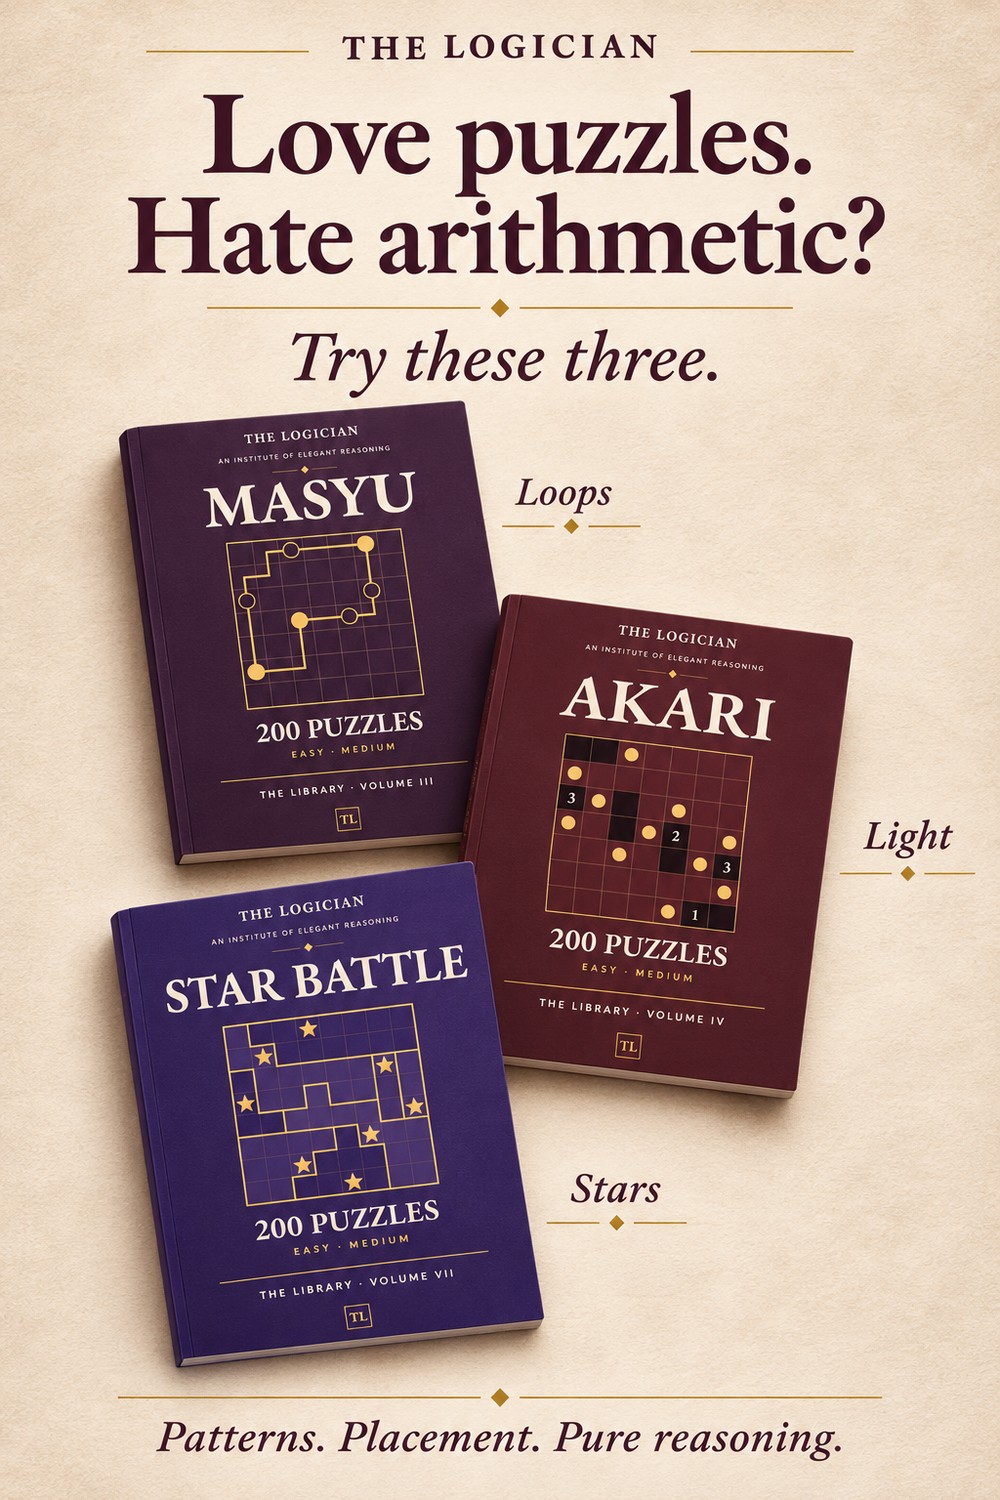 THE LOGICIAN
Love puzzles.
Hate arithmetic?
Try these three.
THE LOGICIAN
AN INSTITUTE OF ELEGANT REASONING
MASYU
200 PUZZLES
EASY · MEDIUM
THE LIBRARY · VOLUME III
TL
Loops
THE LOGICIAN
AN INSTITUTE OF ELEGANT REASONING
AKARI
3
2
3
1
200 PUZZLES
EASY · MEDIUM
THE LIBRARY · VOLUME IV
TL
Light
THE LOGICIAN
AN INSTITUTE OF ELEGANT REASONING
STAR BATTLE
200 PUZZLES
EASY · MEDIUM
THE LIBRARY · VOLUME VII
TL
Stars
Patterns. Placement. Pure reasoning.